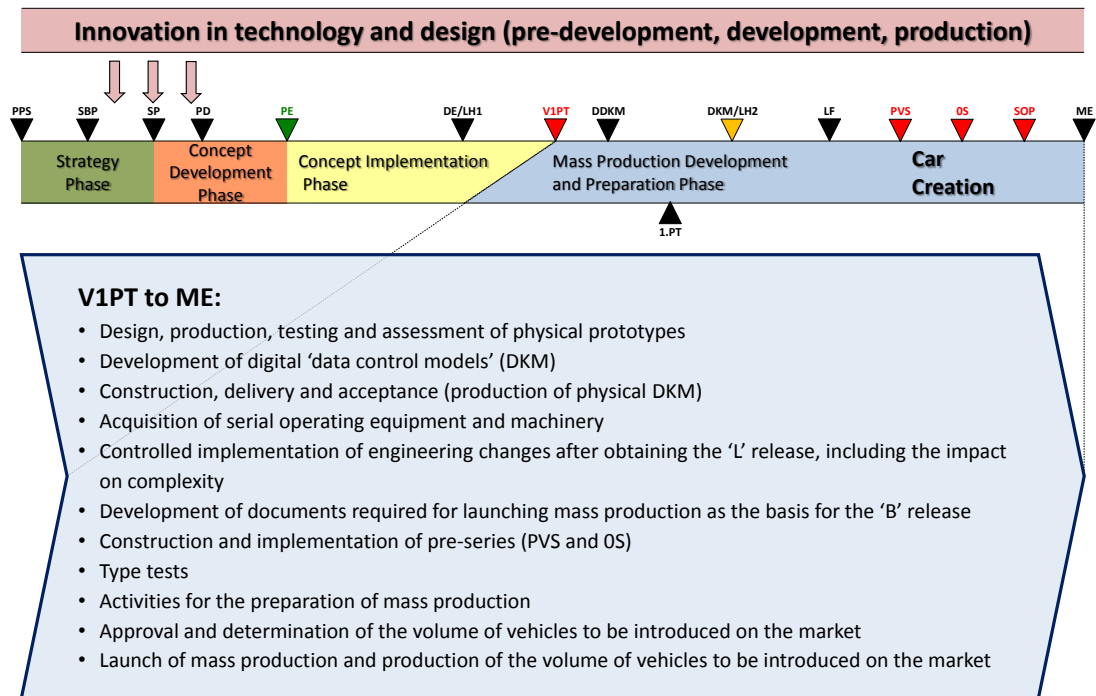 Innovation in technology and design (pre-development, development, production)
PPS SBP SP PD PE DE/LH1 V1PT DDKM DKM/LH2 LF PVS 0S SOP ME
Strategy
Phase
Concept
Development
Phase
Concept Implementation
Phase
Mass Production Development
and Preparation Phase
Car
Creation
1.PT
V1PT to ME:
• Design, production, testing and assessment of physical prototypes
• Development of digital ‘data control models’ (DKM)
• Construction, delivery and acceptance (production of physical DKM)
• Acquisition of serial operating equipment and machinery
• Controlled implementation of engineering changes after obtaining the ‘L’ release, including the impact
on complexity
• Development of documents required for launching mass production as the basis for the ‘B’ release
• Construction and implementation of pre-series (PVS and 0S)
• Type tests
• Activities for the preparation of mass production
• Approval and determination of the volume of vehicles to be introduced on the market
• Launch of mass production and production of the volume of vehicles to be introduced on the market